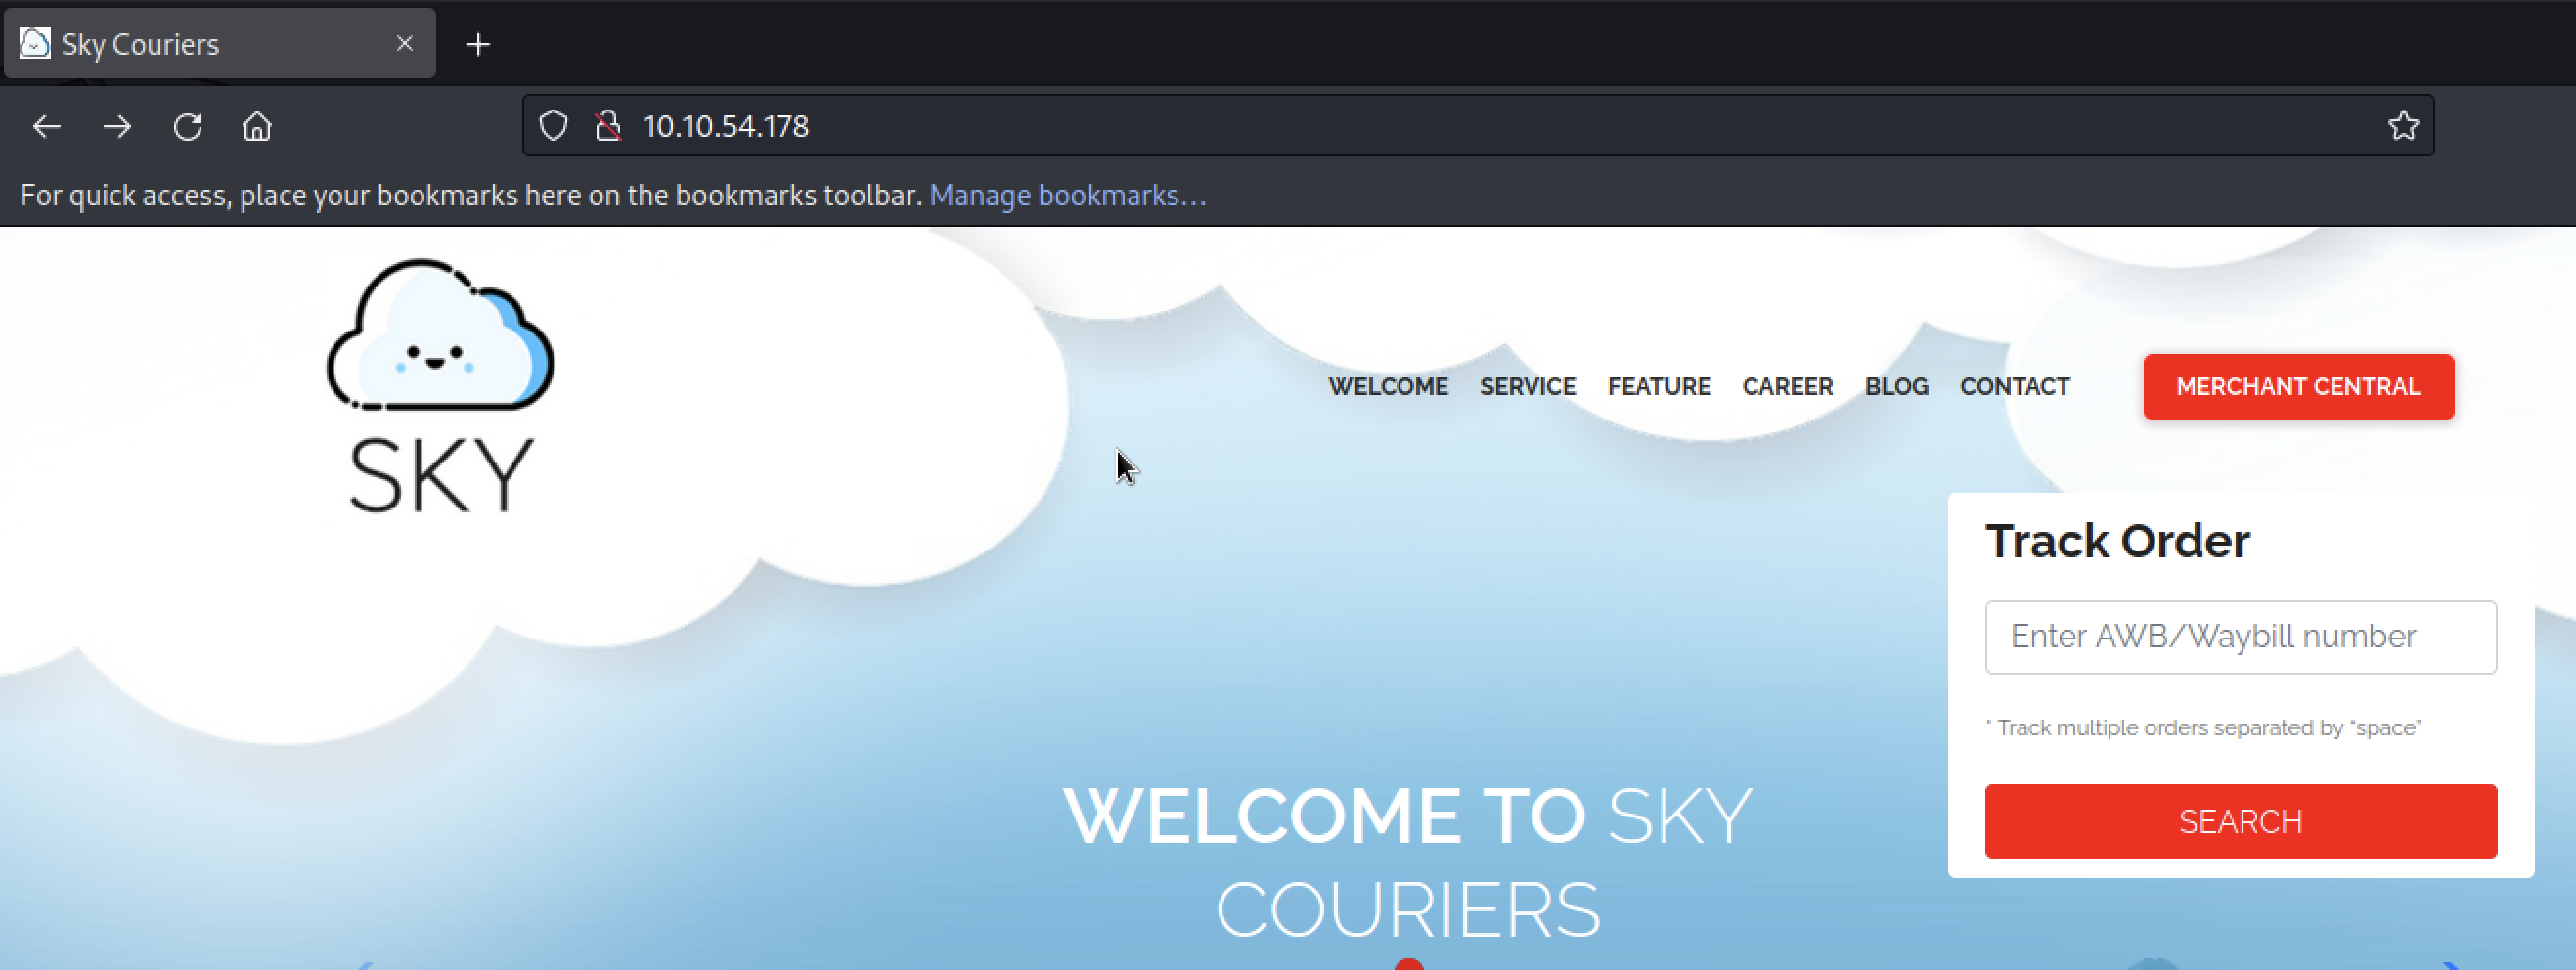 Sky Couriers
10.10.54.178
For quick access, place your bookmarks here on the bookmarks toolbar. Manage bookmarks...
SKY
WELCOME SERVICE FEATURE CAREER BLOG CONTACT MERCHANT CENTRAL
Track Order
Enter AWB/Waybill number
* Track multiple orders separated by "space"
SEARCH
WELCOME TO SKY
COURIERS